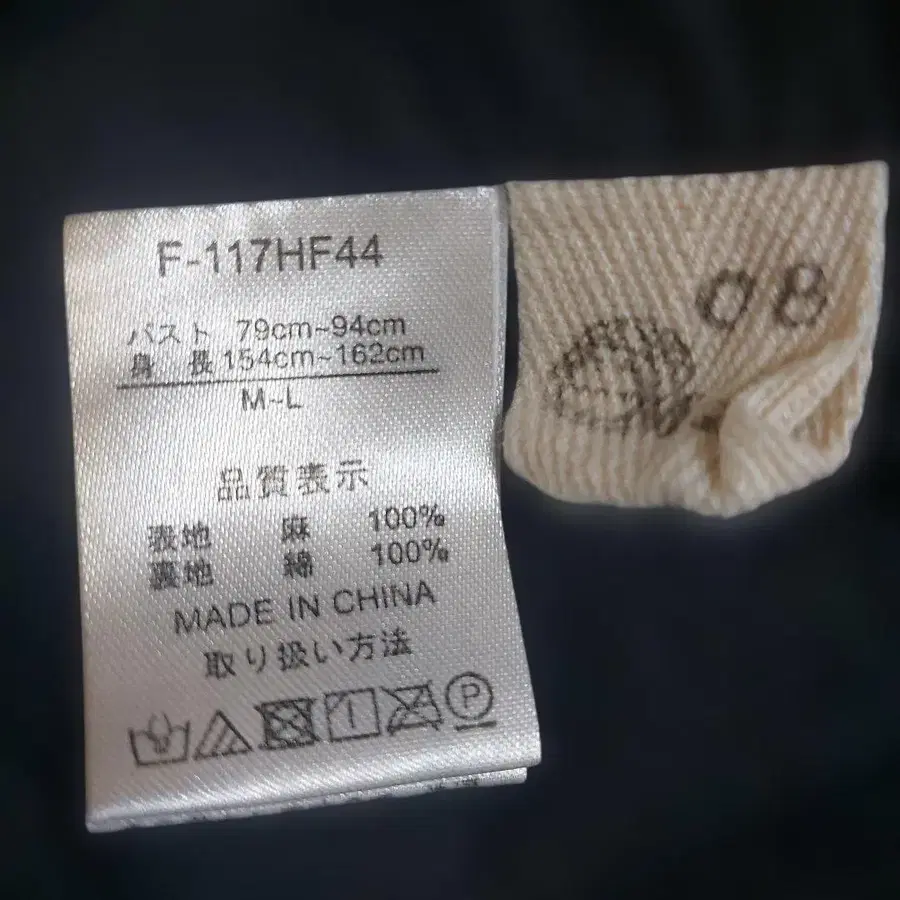 F-117HF44
バスト 79cm~94cm
身 長 154cm~162cm
M~L
品質表示
表地 麻 100%
裏地 綿 100%
MADE IN CHINA
取り扱い方法
P
08